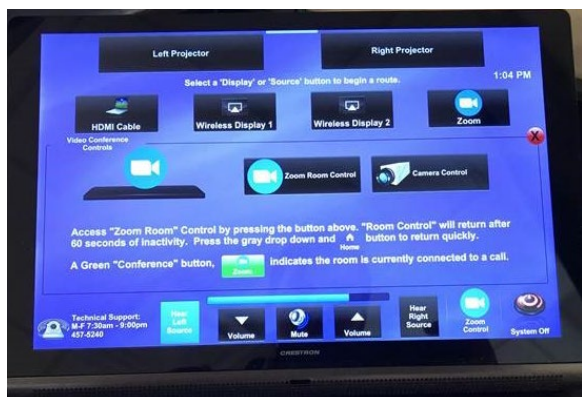 Left Projector
Right Projector
Select a 'Display' or 'Source' button to begin a route.
1:04 PM
HDMI Cable
Wireless Display 1
Wireless Display 2
Zoom
Video Conference
Controls
X
Zoom Room Control
Camera Control
Access "Zoom Room" Control by pressing the button above. "Room Control" will return after
60 seconds of inactivity. Press the gray drop down and Home button to return quickly.
A Green "Conference" button, Zoom indicates the room is currently connected to a call.
Technical Support:
M-F 7:30am - 9:00pm
457-5240
Hear
Left
Source
Volume
Mute
Volume
Hear
Right
Source
Zoom
Control
System Off
CRESTRON